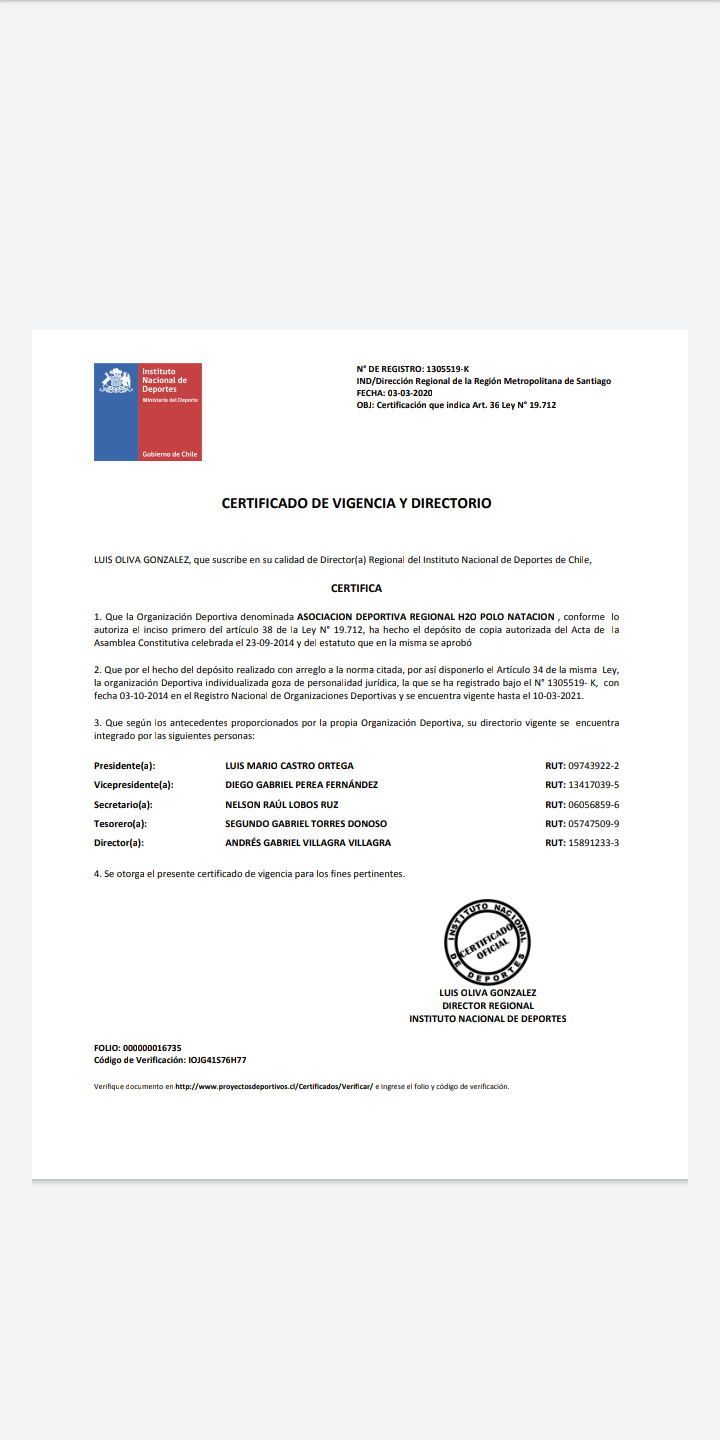 Instituto
Nacional de
Deportes
Ministerio del Deporte
Gobierno de Chile
N° DE REGISTRO: 1305519-K
IND/Dirección Regional de la Región Metropolitana de Santiago
FECHA: 03-03-2020
OBJ: Certificación que indica Art. 36 Ley N° 19.712
CERTIFICADO DE VIGENCIA Y DIRECTORIO
LUIS OLIVA GONZALEZ, que suscribe en su calidad de Director(a) Regional del Instituto Nacional de Deportes de Chile,
CERTIFICA
1. Que la Organización Deportiva denominada ASOCIACION DEPORTIVA REGIONAL H2O POLO NATACION , conforme lo
autoriza el inciso primero del artículo 38 de la Ley N° 19.712, ha hecho el depósito de copia autorizada del Acta de la
Asamblea Constitutiva celebrada el 23-09-2014 y del estatuto que en la misma se aprobó
2. Que por el hecho del depósito realizado con arreglo a la norma citada, por así disponerlo el Artículo 34 de la misma Ley,
la organización Deportiva individualizada goza de personalidad jurídica, la que se ha registrado bajo el N° 1305519- K, con
fecha 03-10-2014 en el Registro Nacional de Organizaciones Deportivas y se encuentra vigente hasta el 10-03-2021.
3. Que según los antecedentes proporcionados por la propia Organización Deportiva, su directorio vigente se encuentra
integrado por las siguientes personas:
Presidente(a): LUIS MARIO CASTRO ORTEGA RUT: 09743922-2
Vicepresidente(a): DIEGO GABRIEL PEREA FERNÁNDEZ RUT: 13417039-5
Secretario(a): NELSON RAÚL LOBOS RUZ RUT: 06056859-6
Tesorero(a): SEGUNDO GABRIEL TORRES DONOSO RUT: 05747509-9
Director(a): ANDRÉS GABRIEL VILLAGRA VILLAGRA RUT: 15891233-3
4. Se otorga el presente certificado de vigencia para los fines pertinentes.
INSTITUTO NACIONAL
DE DEPORTES
CERTIFICADO
OFICIAL
LUIS OLIVA GONZALEZ
DIRECTOR REGIONAL
INSTITUTO NACIONAL DE DEPORTES
FOLIO: 000000016735
Código de Verificación: IOJG41S76H77
Verifique documento en http://www.proyectosdeportivos.cl/Certificados/Verificar/ e ingrese el folio y código de verificación.